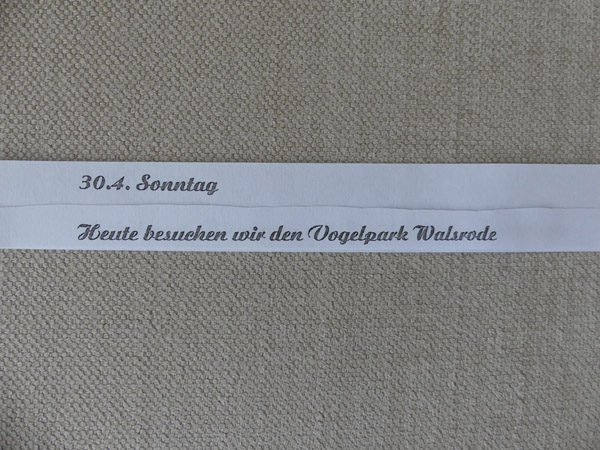 30.4. Sonntag
Heute besuchen wir den Vogelpark Walsrode